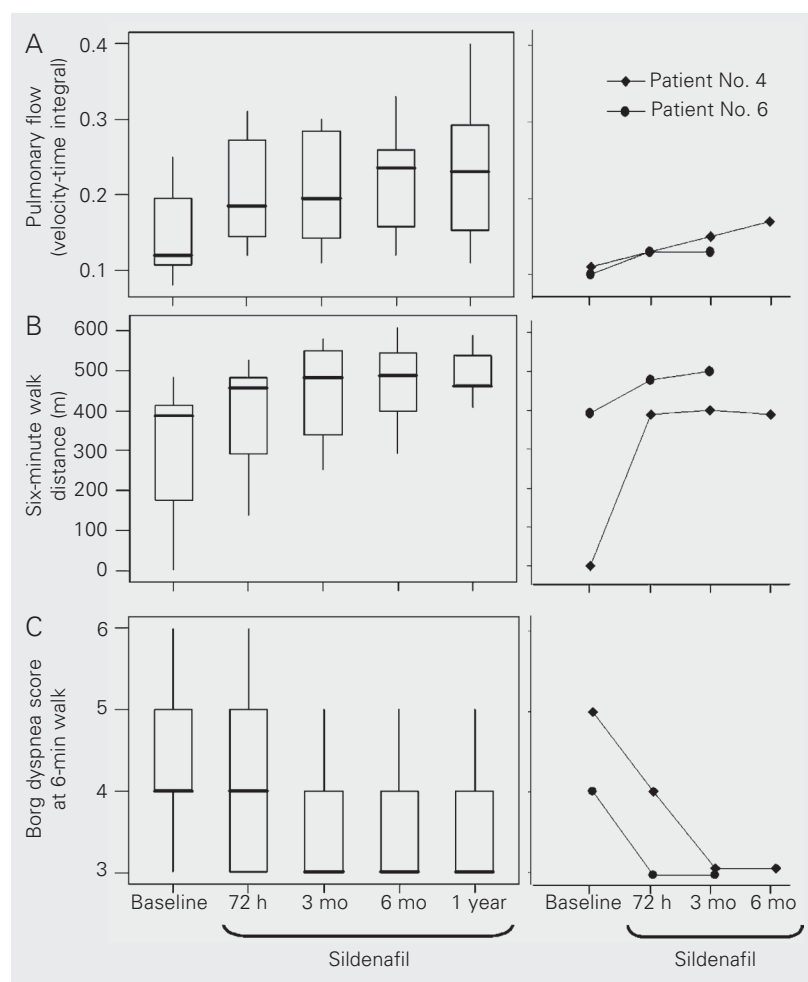 A
Pulmonary flow
(velocity-time integral)
0.4
0.3
0.2
0.1
Patient No. 4
Patient No. 6
B
Six-minute walk
distance (m)
600
500
400
300
200
100
0
C
Borg dyspnea score
at 6-min walk
6
5
4
3
Baseline 72 h 3 mo 6 mo 1 year
Baseline 72 h 3 mo 6 mo
Sildenafil
Sildenafil